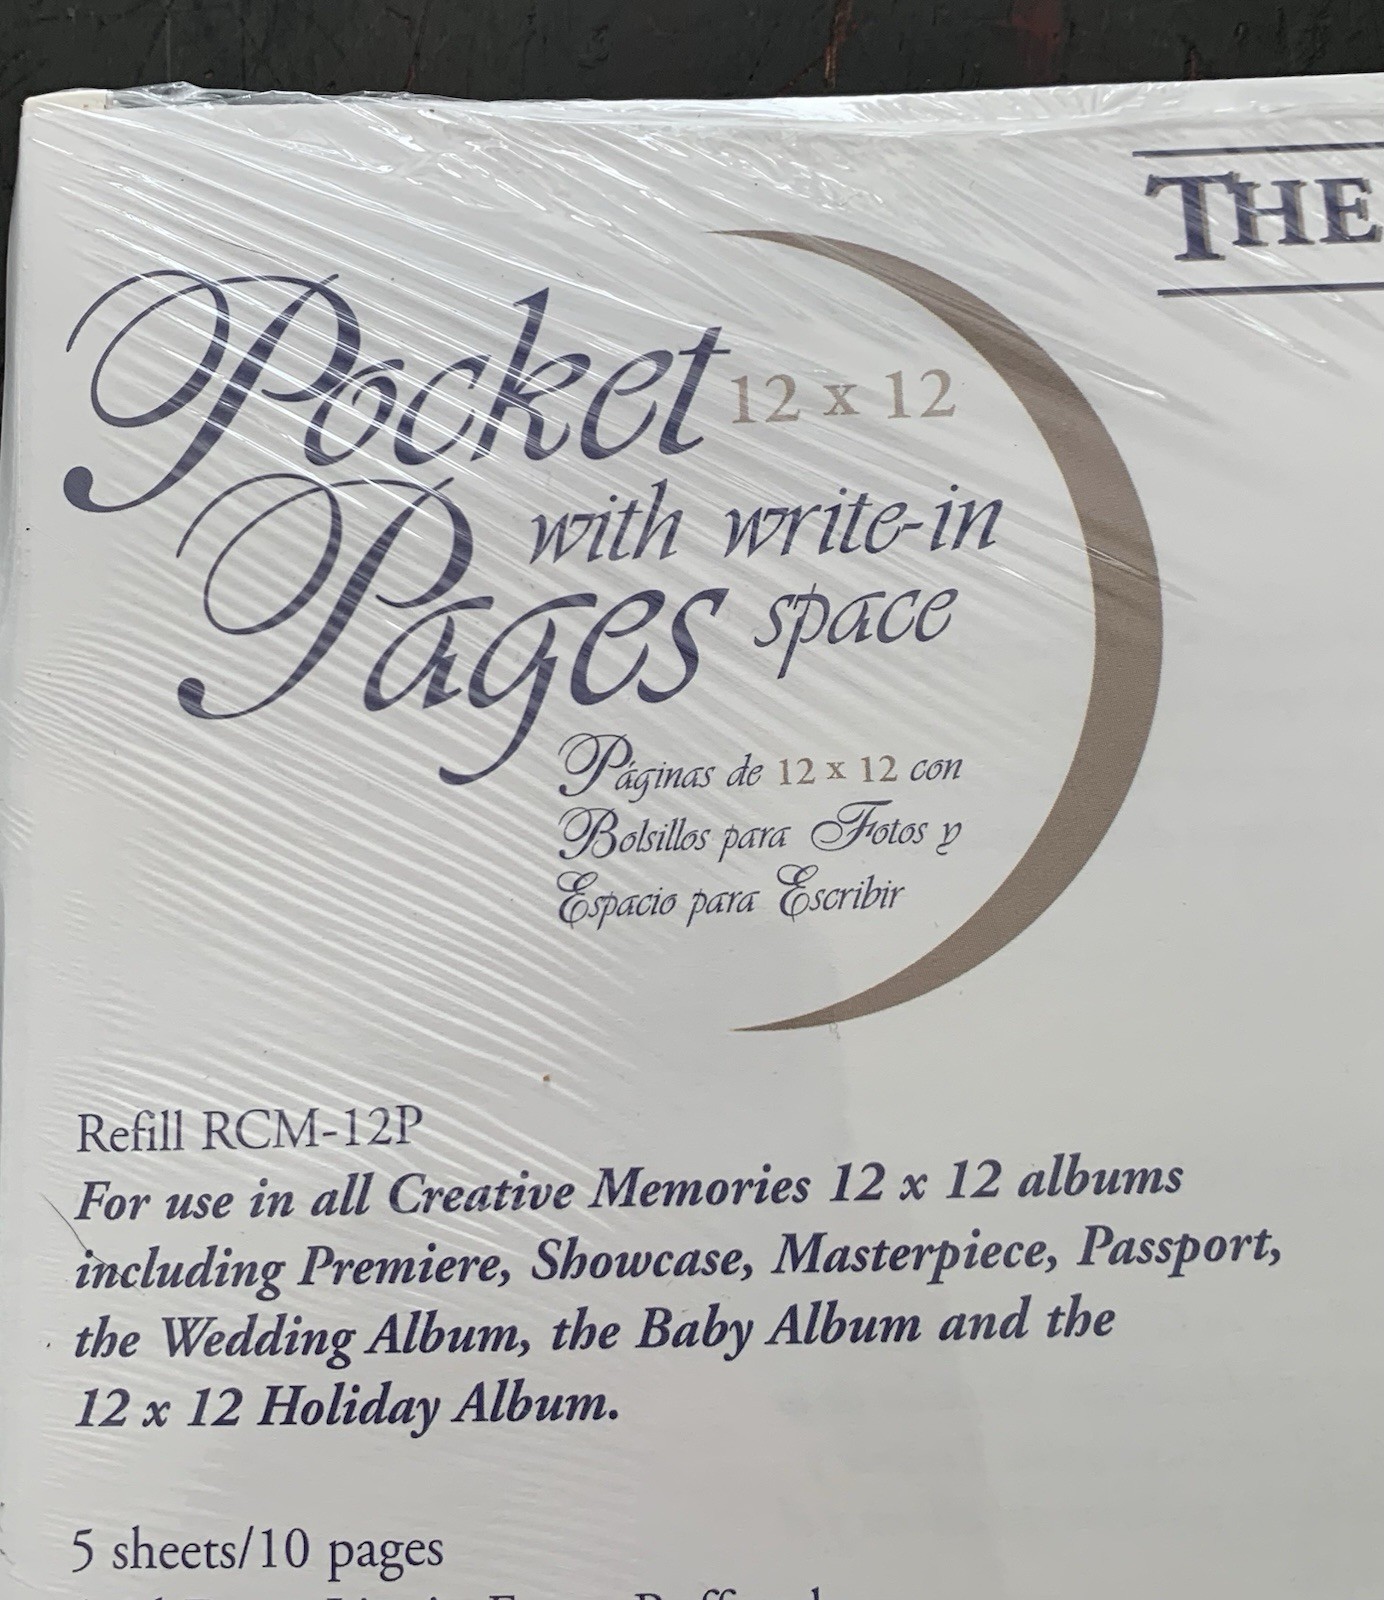 THE
Pocket 12 x 12
Pages with write-in
space
Páginas de 12 x 12 con
Bolsillos para Fotos y
Espacio para Escribir
Refill RCM-12P
For use in all Creative Memories 12 x 12 albums
including Premiere, Showcase, Masterpiece, Passport,
the Wedding Album, the Baby Album and the
12 x 12 Holiday Album.
5 sheets/10 pages